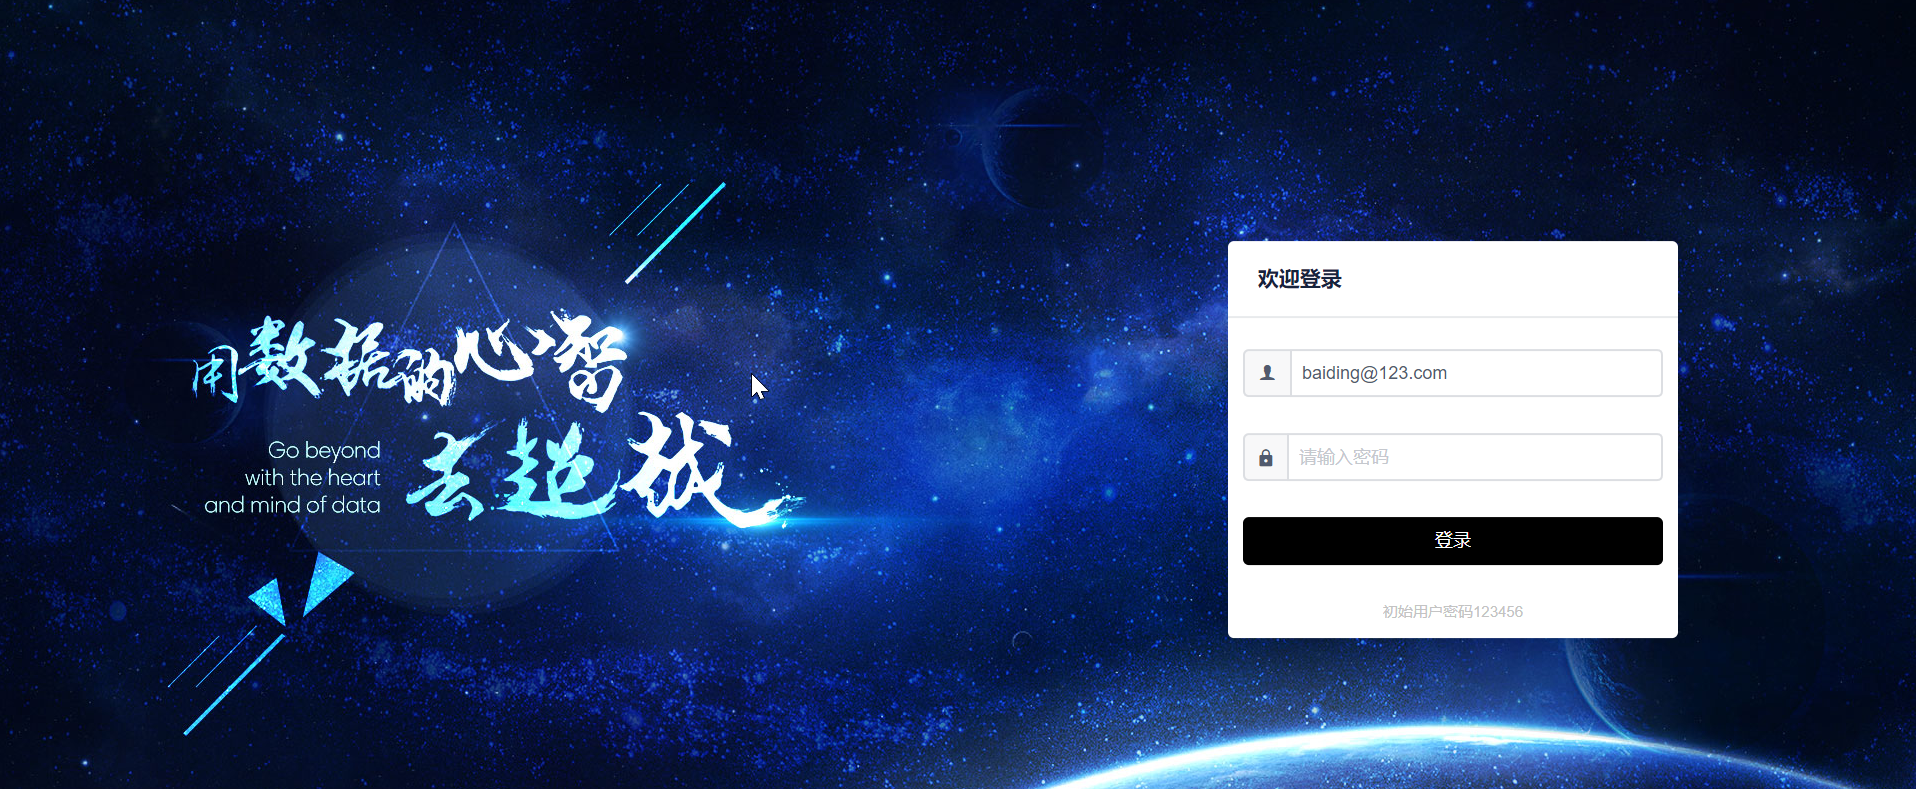 用数据的心智
去超越
Go beyond
with the heart
and mind of data
欢迎登录
baiding@123.com
请输入密码
登录
初始用户密码123456